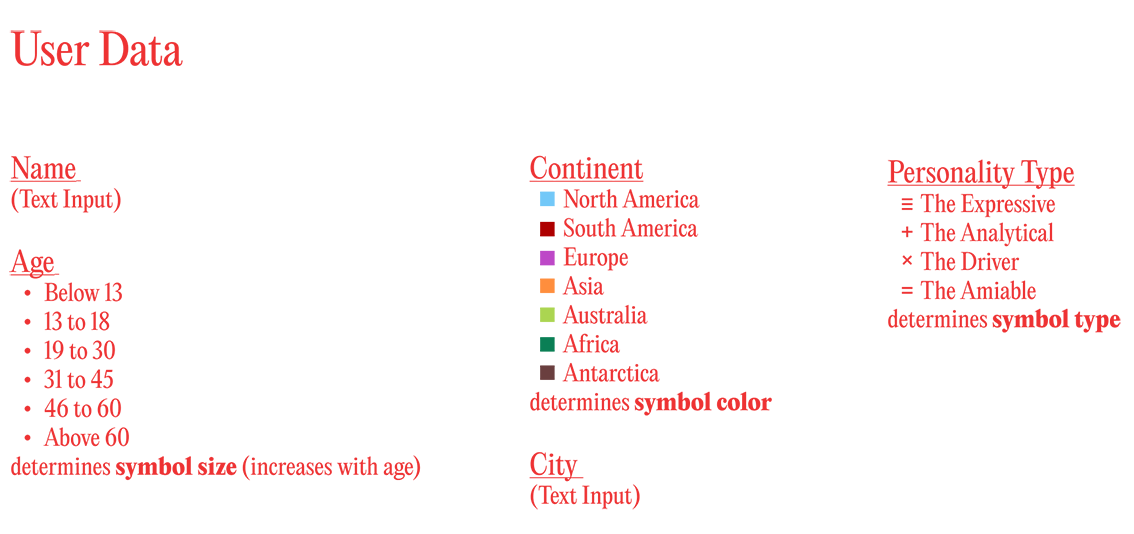 User Data
Name
(Text Input)
Age
• Below 13
• 13 to 18
• 19 to 30
• 31 to 45
• 46 to 60
• Above 60
determines symbol size (increases with age)
Continent
North America
South America
Europe
Asia
Australia
Africa
Antarctica
determines symbol color
City
(Text Input)
Personality Type
≡ The Expressive
+ The Analytical
× The Driver
= The Amiable
determines symbol type